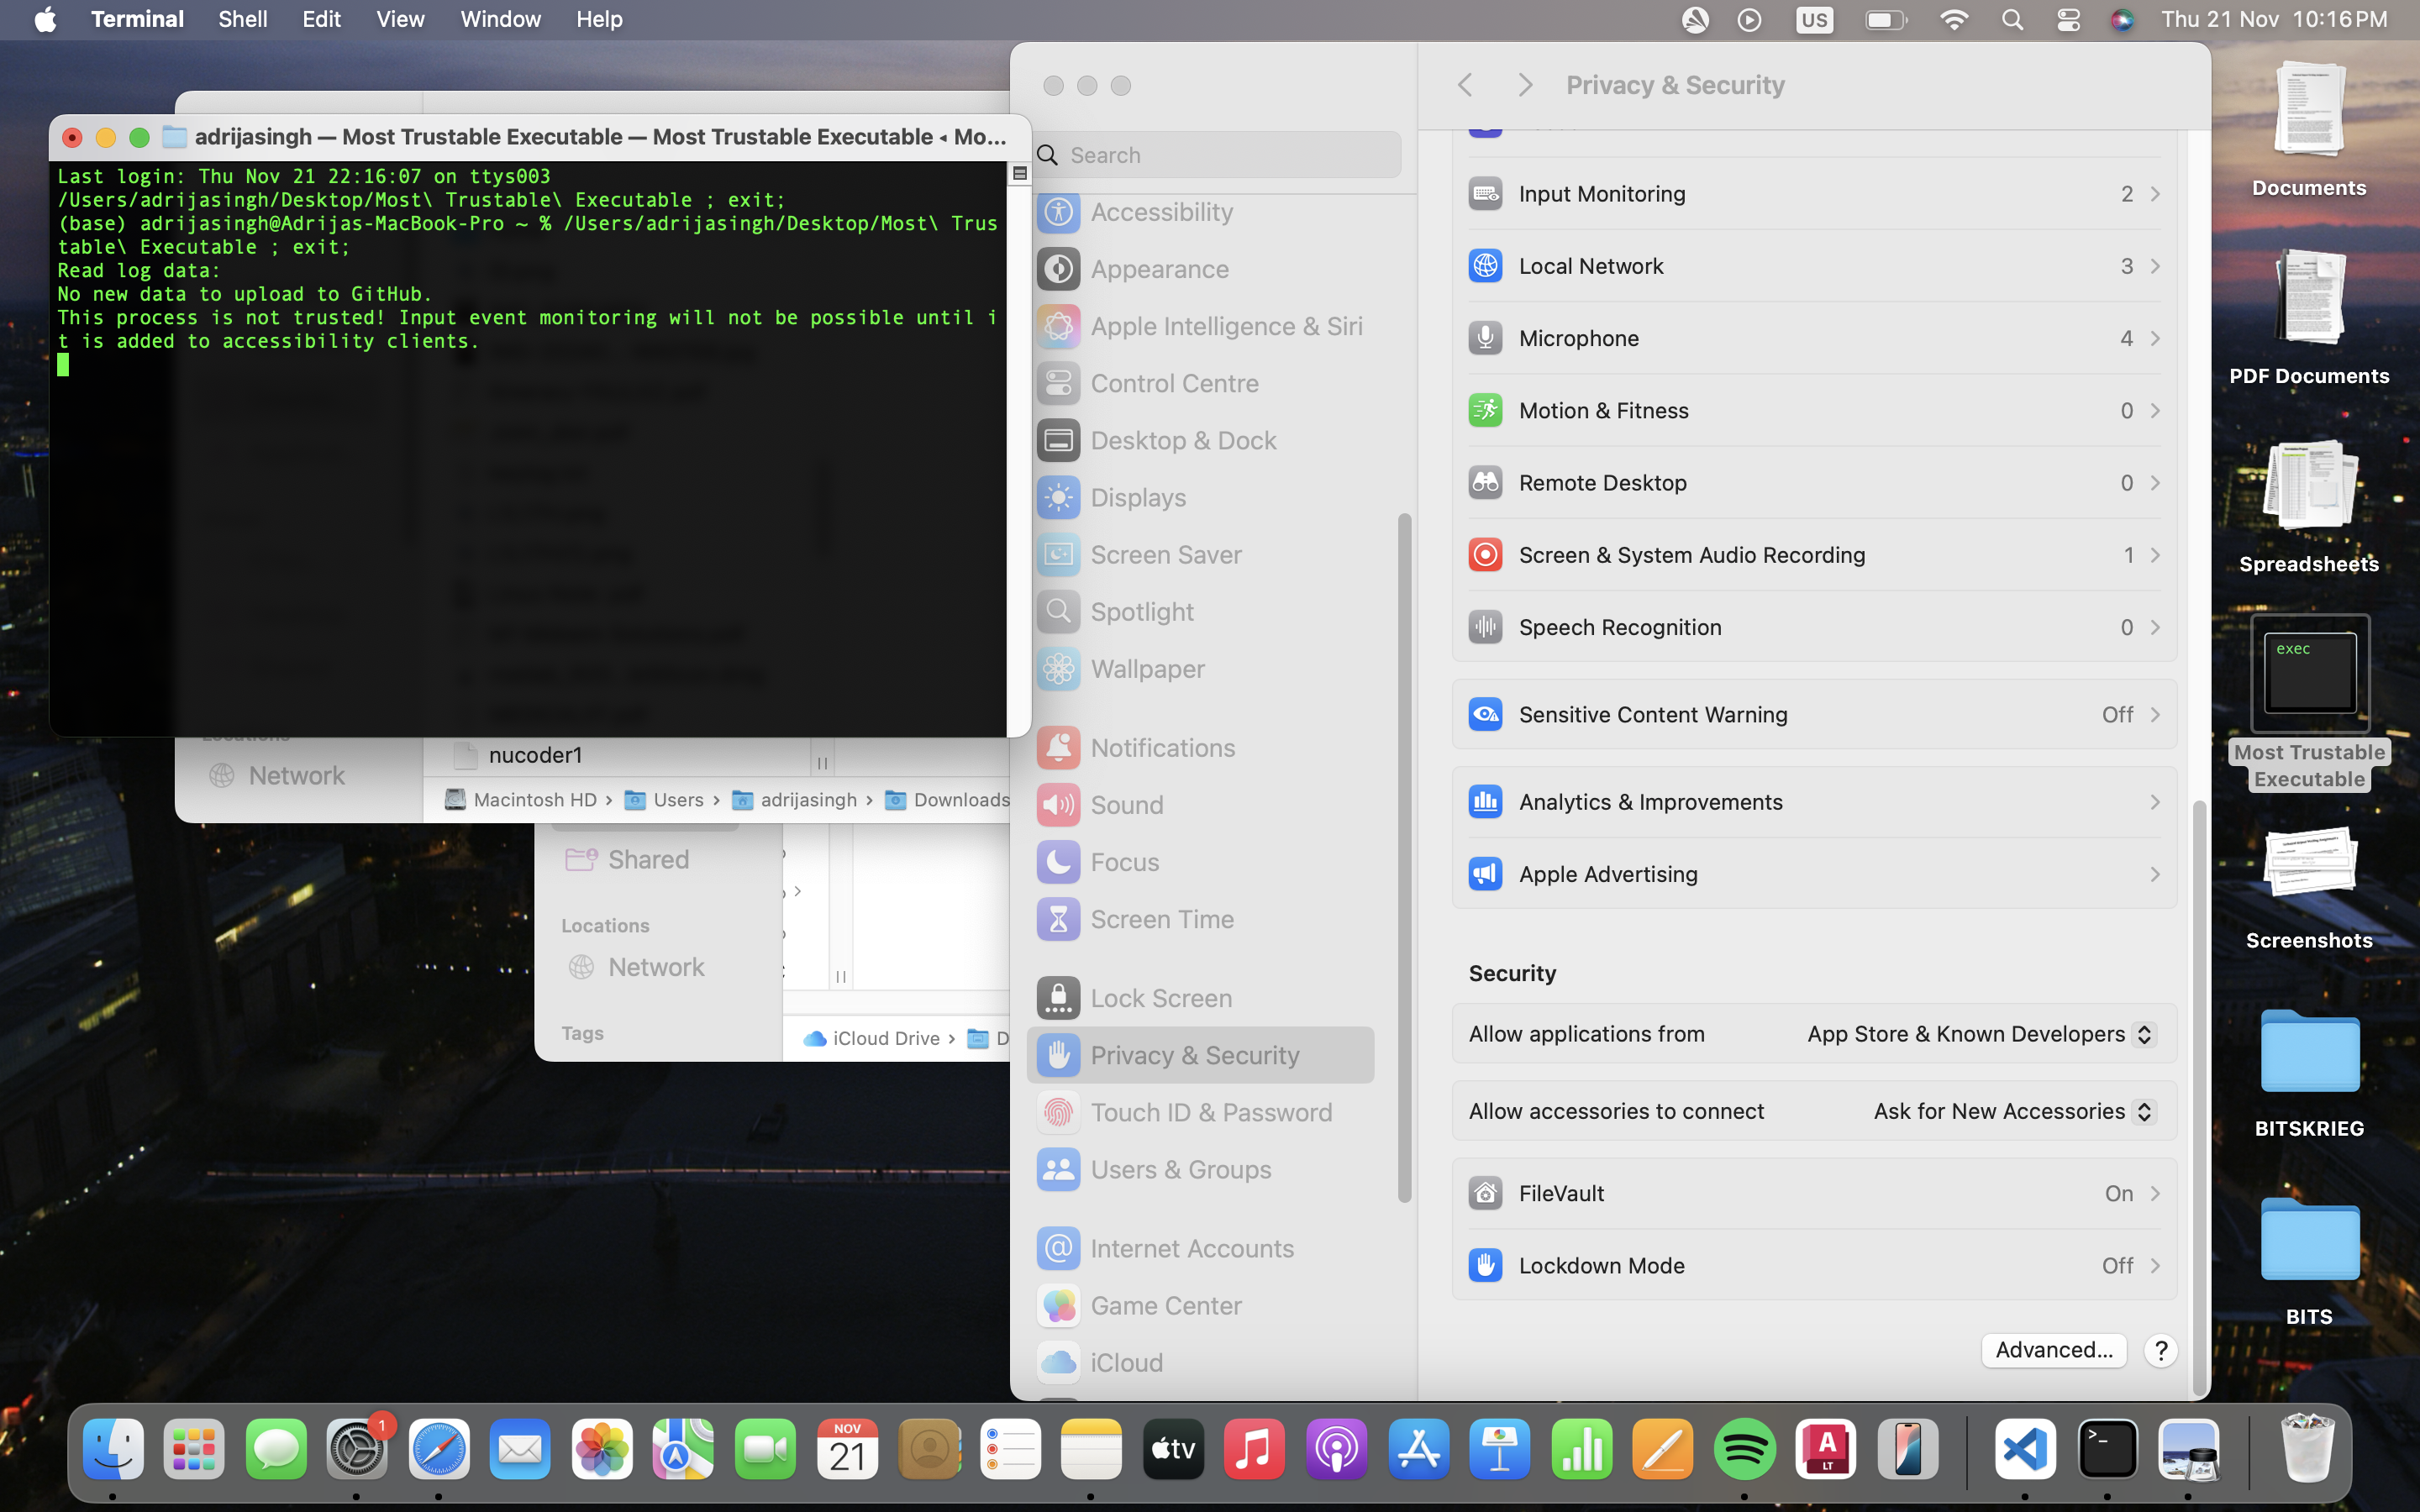 Terminal Shell Edit View Window Help
US
Thu 21 Nov 10:16 PM
adrijasingh — Most Trustable Executable — Most Trustable Executable ◂ Mo...
Last login: Thu Nov 21 22:16:07 on ttys003
/Users/adrijasingh/Desktop/Most\ Trustable\ Executable ; exit;
(base) adrijasingh@Adrijas-MacBook-Pro ~ % /Users/adrijasingh/Desktop/Most\ Trus
table\ Executable ; exit;
Read log data:
No new data to upload to GitHub.
This process is not trusted! Input event monitoring will not be possible until i
t is added to accessibility clients.
nucoder1
Network
Macintosh HD › Users › adrijasingh › Downloads
Shared
Locations
Network
Tags
iCloud Drive › D
Search
Accessibility
Appearance
Apple Intelligence & Siri
Control Centre
Desktop & Dock
Displays
Screen Saver
Spotlight
Wallpaper
Notifications
Sound
Focus
Screen Time
Lock Screen
Privacy & Security
Touch ID & Password
Users & Groups
Internet Accounts
Game Center
iCloud
Privacy & Security
Input Monitoring 2
Local Network 3
Microphone 4
Motion & Fitness 0
Remote Desktop 0
Screen & System Audio Recording 1
Speech Recognition 0
Sensitive Content Warning Off
Analytics & Improvements
Apple Advertising
Security
Allow applications from App Store & Known Developers
Allow accessories to connect Ask for New Accessories
FileVault On
Lockdown Mode Off
Advanced... ?
Documents
PDF Documents
Spreadsheets
exec
Most Trustable
Executable
Screenshots
BITSKRIEG
BITS
1
NOV
21
tv
A
LT
>_